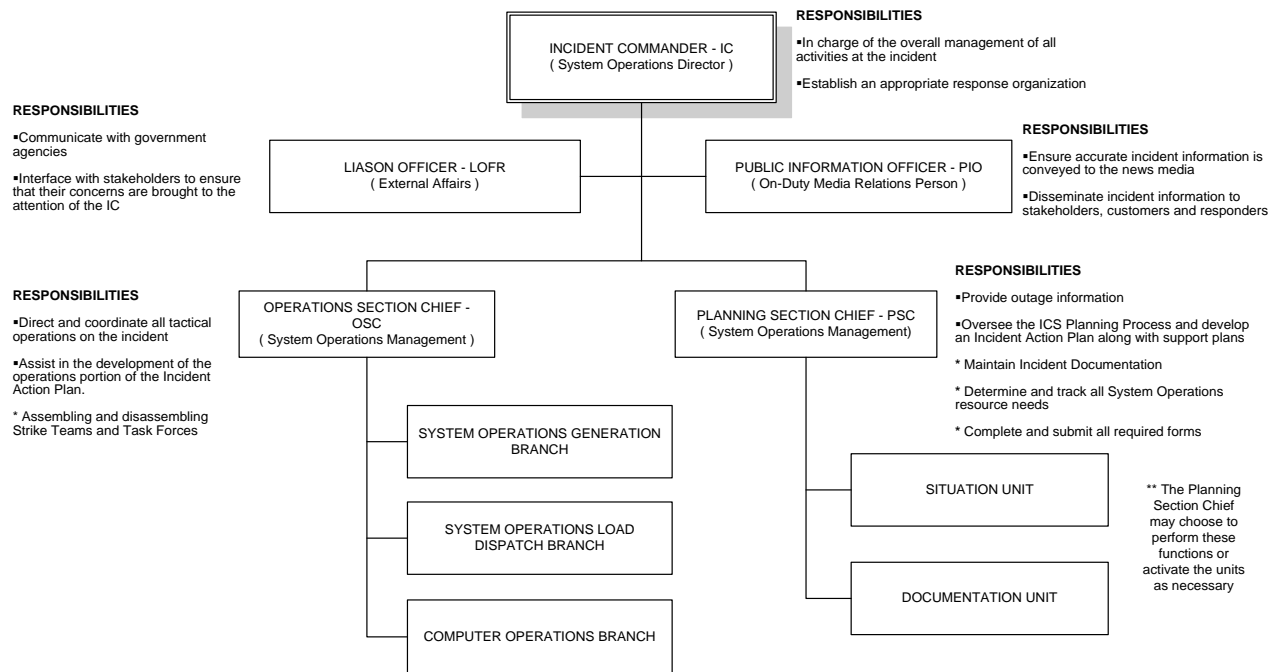 RESPONSIBILITIES
▪In charge of the overall management of all
activities at the incident
▪Establish an appropriate response organization
INCIDENT COMMANDER - IC
( System Operations Director )
RESPONSIBILITIES
▪Communicate with government
agencies
▪Interface with stakeholders to ensure
that their concerns are brought to the
attention of the IC
LIASON OFFICER - LOFR
( External Affairs )
PUBLIC INFORMATION OFFICER - PIO
( On-Duty Media Relations Person )
RESPONSIBILITIES
▪Ensure accurate incident information is
conveyed to the news media
▪Disseminate incident information to
stakeholders, customers and responders
RESPONSIBILITIES
▪Direct and coordinate all tactical
operations on the incident
▪Assist in the development of the
operations portion of the Incident
Action Plan.
* Assembling and disassembling
Strike Teams and Task Forces
OPERATIONS SECTION CHIEF -
OSC
( System Operations Management )
PLANNING SECTION CHIEF - PSC
( System Operations Management)
RESPONSIBILITIES
▪Provide outage information
▪Oversee the ICS Planning Process and develop
an Incident Action Plan along with support plans
* Maintain Incident Documentation
* Determine and track all System Operations
resource needs
* Complete and submit all required forms
SYSTEM OPERATIONS GENERATION
BRANCH
SYSTEM OPERATIONS LOAD
DISPATCH BRANCH
COMPUTER OPERATIONS BRANCH
SITUATION UNIT
DOCUMENTATION UNIT
** The Planning
Section Chief
may choose to
perform these
functions or
activate the units
as necessary